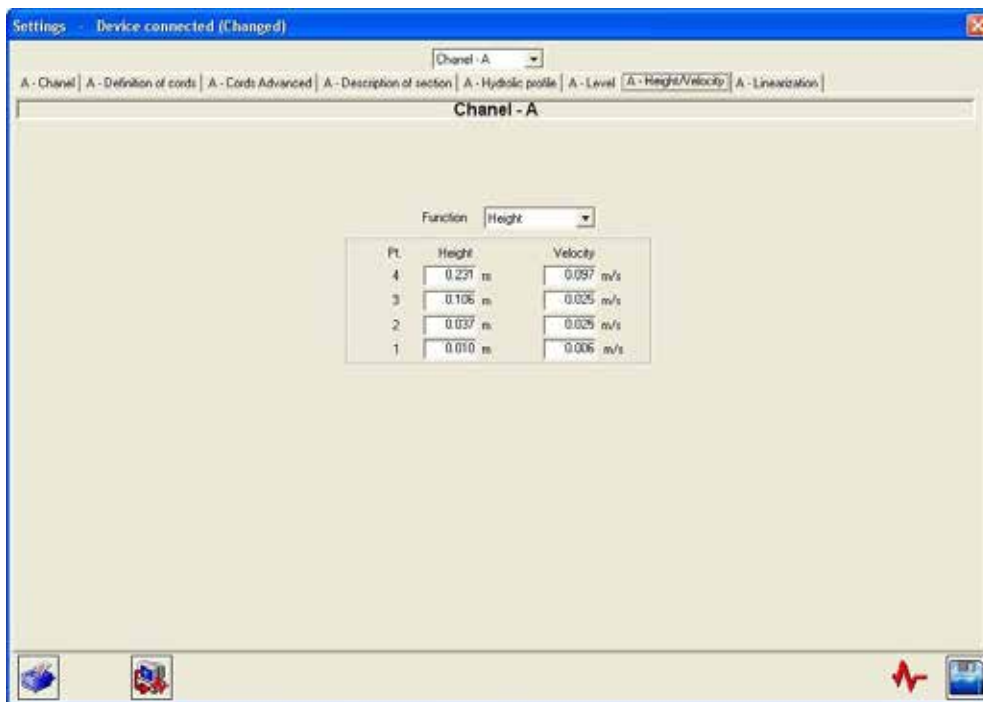 Settings - Device connected (Changed)
Chanel - A
A - Chanel A - Definition of cords A - Cords Advanced A - Description of section A - Hydrolic profile A - Level A - Height/Velocity A - Linearization
Chanel - A
Function Height
Pt. Height Velocity
4 0.231 m 0.097 m/s
3 0.106 m 0.025 m/s
2 0.037 m 0.025 m/s
1 0.010 m 0.006 m/s